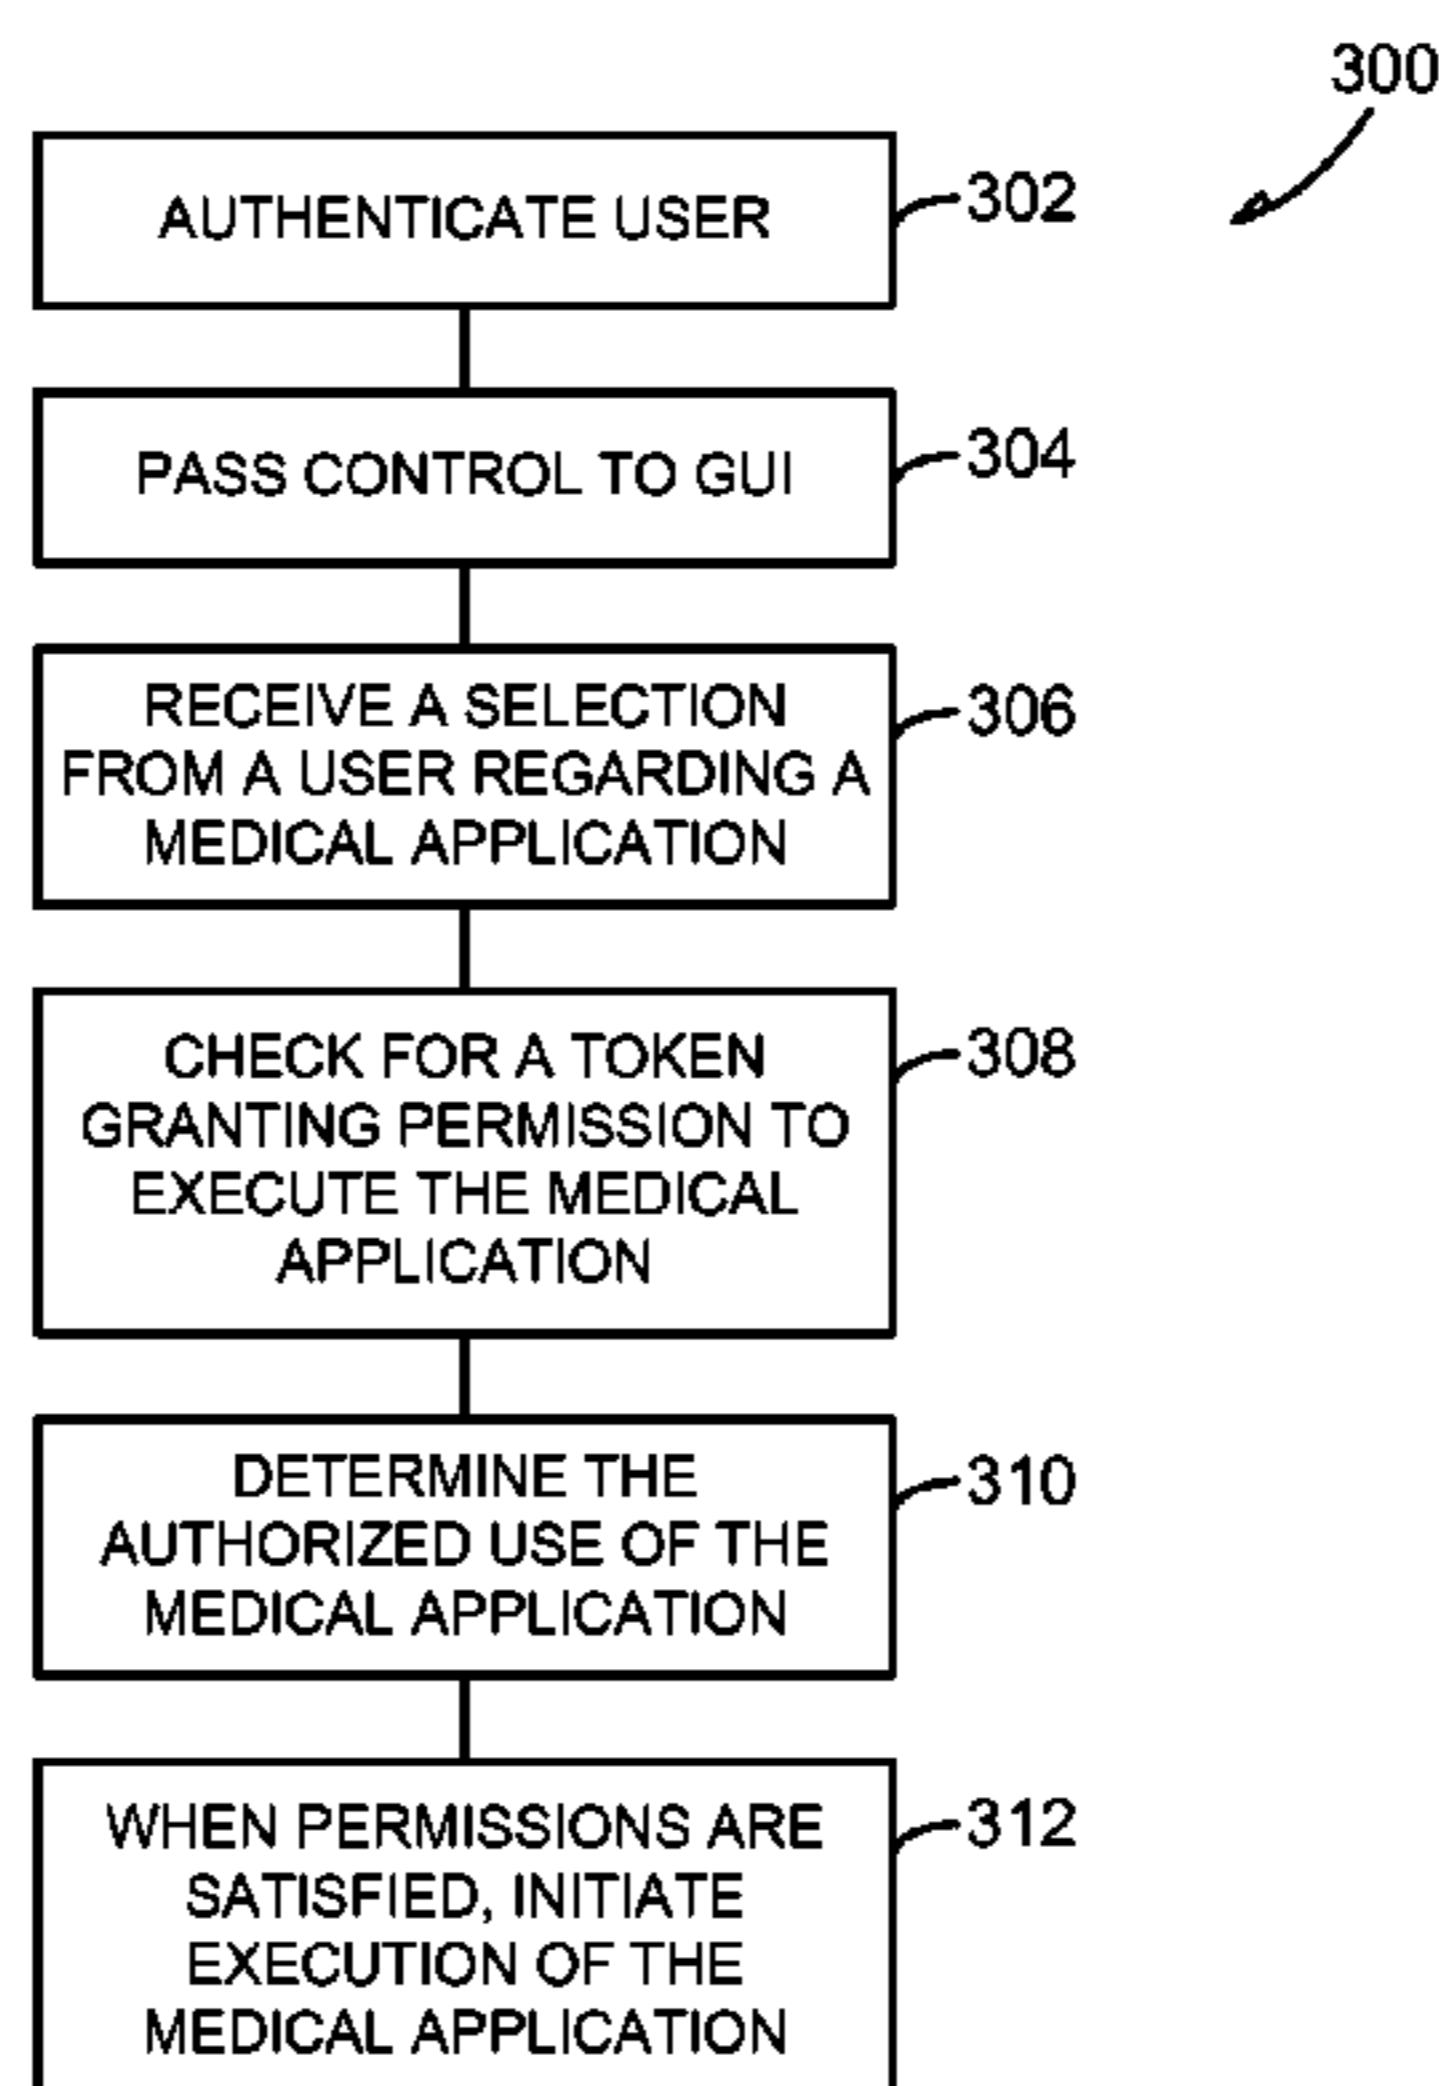 300
AUTHENTICATE USER
302
PASS CONTROL TO GUI
304
RECEIVE A SELECTION
FROM A USER REGARDING A
MEDICAL APPLICATION
306
CHECK FOR A TOKEN
GRANTING PERMISSION TO
EXECUTE THE MEDICAL
APPLICATION
308
DETERMINE THE
AUTHORIZED USE OF THE
MEDICAL APPLICATION
310
WHEN PERMISSIONS ARE
SATISFIED, INITIATE
EXECUTION OF THE
MEDICAL APPLICATION
312